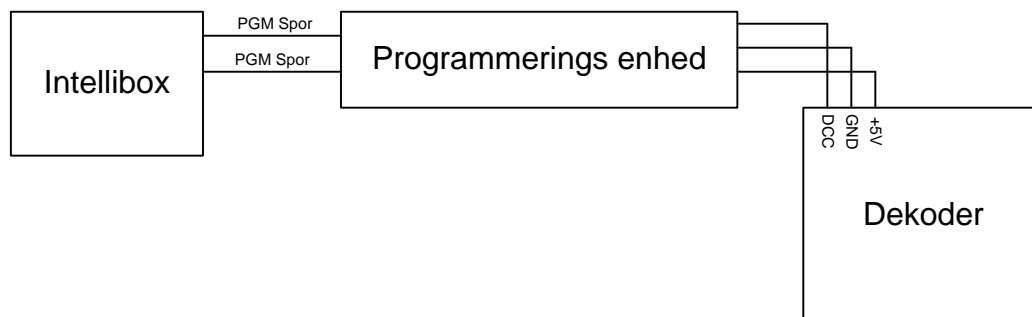 PGM Spor
PGM Spor
Intellibox
Programmerings enhed
DCC
GND
+5V
Dekoder